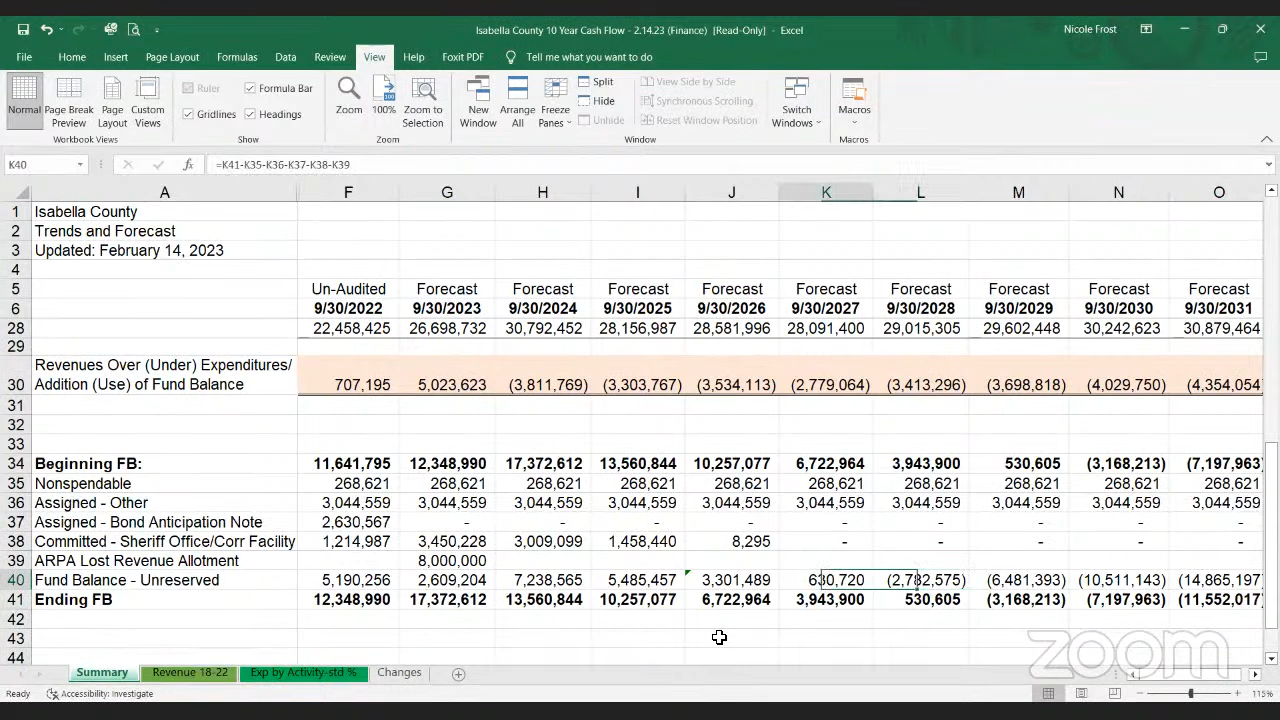 Isabella County 10 Year Cash Flow - 2.14.23 (Finance) [Read-Only] - Excel
Nicole Frost
File Home Insert Page Layout Formulas Data Review View Help Foxit PDF Tell me what you want to do
Normal
Page Break Preview
Page Layout
Custom Views
Workbook Views
Ruler
Formula Bar
Gridlines
Headings
Show
Zoom
100%
Zoom to Selection
Zoom
New Window
Arrange All
Freeze Panes
Split
Hide
Unhide
View Side by Side
Synchronous Scrolling
Reset Window Position
Window
Switch Windows
Macros
Macros
K40 fx =K41-K35-K36-K37-K38-K39
A F G H I J K L M N O
1 Isabella County
2 Trends and Forecast
3 Updated: February 14, 2023
4
5 Un-Audited Forecast Forecast Forecast Forecast Forecast Forecast Forecast Forecast Forecast
6 9/30/2022 9/30/2023 9/30/2024 9/30/2025 9/30/2026 9/30/2027 9/30/2028 9/30/2029 9/30/2030 9/30/2031
28 22,458,425 26,698,732 30,792,452 28,156,987 28,581,996 28,091,400 29,015,305 29,602,448 30,242,623 30,879,464
29
Revenues Over (Under) Expenditures/
30 Addition (Use) of Fund Balance 707,195 5,023,623 (3,811,769) (3,303,767) (3,534,113) (2,779,064) (3,413,296) (3,698,818) (4,029,750) (4,354,054
31
32
33
34 Beginning FB: 11,641,795 12,348,990 17,372,612 13,560,844 10,257,077 6,722,964 3,943,900 530,605 (3,168,213) (7,197,963)
35 Nonspendable 268,621 268,621 268,621 268,621 268,621 268,621 268,621 268,621 268,621 268,621
36 Assigned - Other 3,044,559 3,044,559 3,044,559 3,044,559 3,044,559 3,044,559 3,044,559 3,044,559 3,044,559 3,044,559
37 Assigned - Bond Anticipation Note 2,630,567 - - - - - - - - -
38 Committed - Sheriff Office/Corr Facility 1,214,987 3,450,228 3,009,099 1,458,440 8,295 - - - - -
39 ARPA Lost Revenue Allotment 8,000,000
40 Fund Balance - Unreserved 5,190,256 2,609,204 7,238,565 5,485,457 3,301,489 630,720 (2,782,575) (6,481,393) (10,511,143) (14,865,197
41 Ending FB 12,348,990 17,372,612 13,560,844 10,257,077 6,722,964 3,943,900 530,605 (3,168,213) (7,197,963) (11,552,017)
42
43
44
zoom
Summary Revenue 18-22 Exp by Activity-std % Changes
Ready Accessibility: Investigate 115%